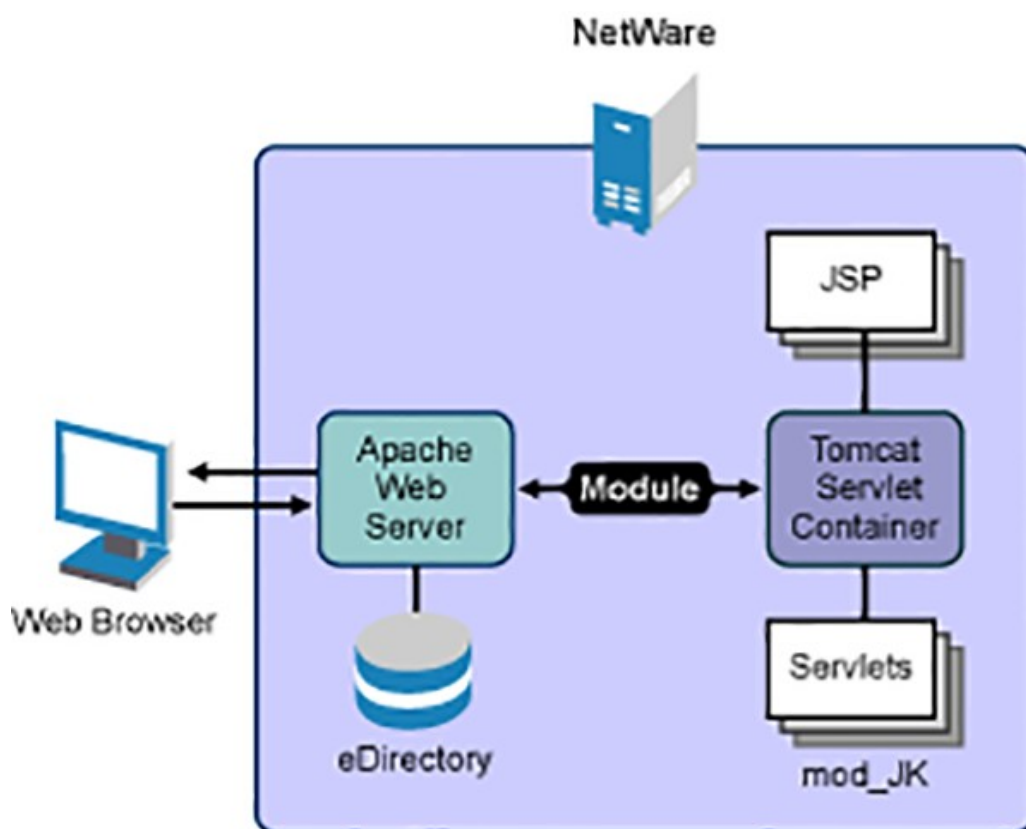 NetWare
JSP
Apache
Web
Server
Module
Tomcat
Servlet
Container
Web Browser
Servlets
eDirectory
mod_JK